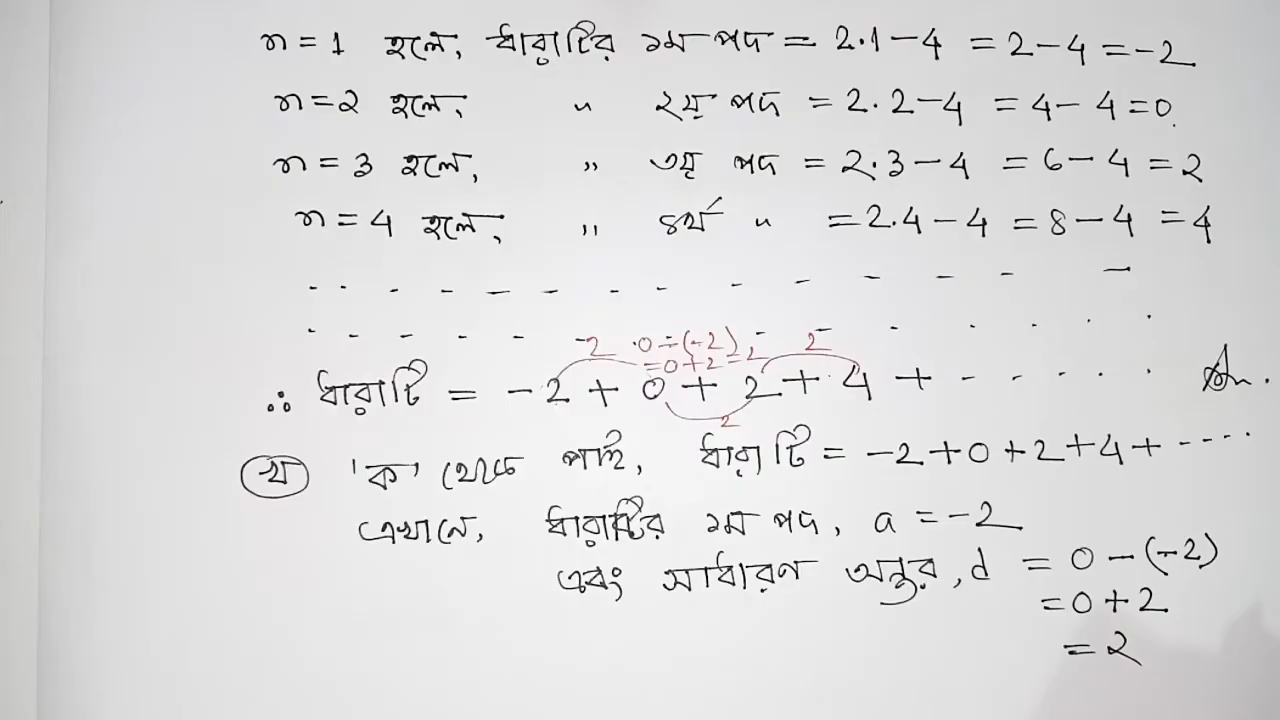 n = 1 হলে, ধারাটির ১ম পদ = 2.1 – 4 = 2 – 4 = –2
n = ২ হলে, " ২য় পদ = 2. 2 – 4 = 4 – 4 = 0
n = 3 হলে, " ৩য় পদ = 2.3 – 4 = 6 – 4 = 2
n = 4 হলে, " ৪র্থ " = 2.4 – 4 = 8 – 4 = 4
-2 0 – (-2) 2
= 0 + 2 = 2
∴ ধারাটি = – 2 + 0 + 2 + 4 + - - - - - - Ans.
2
খ 'ক' থেকে পাই, ধারাটি = – 2 + 0 + 2 + 4 + ----
এখানে, ধারাটির ১ম পদ, a = – 2
এবং সাধারণ অন্তর, d = 0 – (-2)
= 0 + 2
= 2